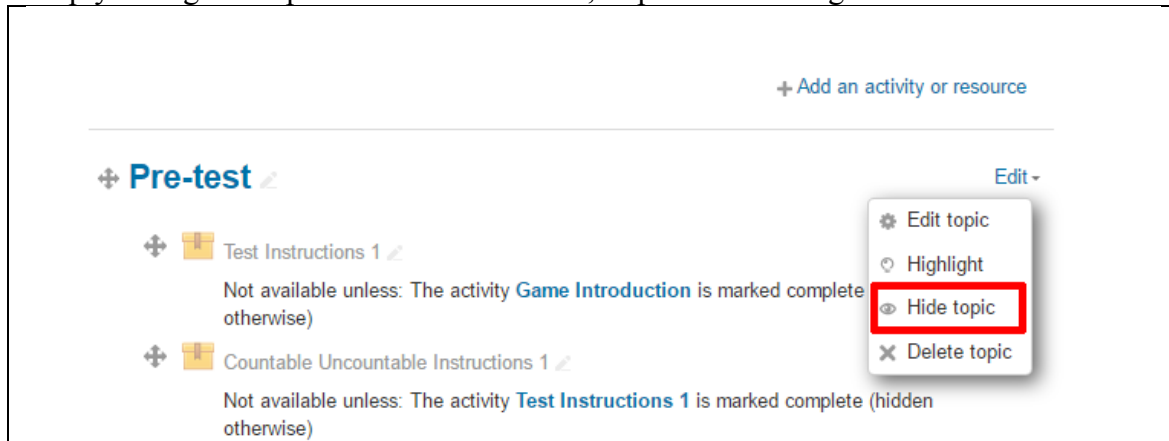 Add an activity or resource
Pre-test
Edit
Edit topic
Test Instructions 1
Highlight
Not available unless: The activity Game Introduction is marked complete
Hide topic
otherwise)
Delete topic
Countable Uncountable Instructions 1
Not available unless: The activity Test Instructions 1 is marked complete (hidden
otherwise)